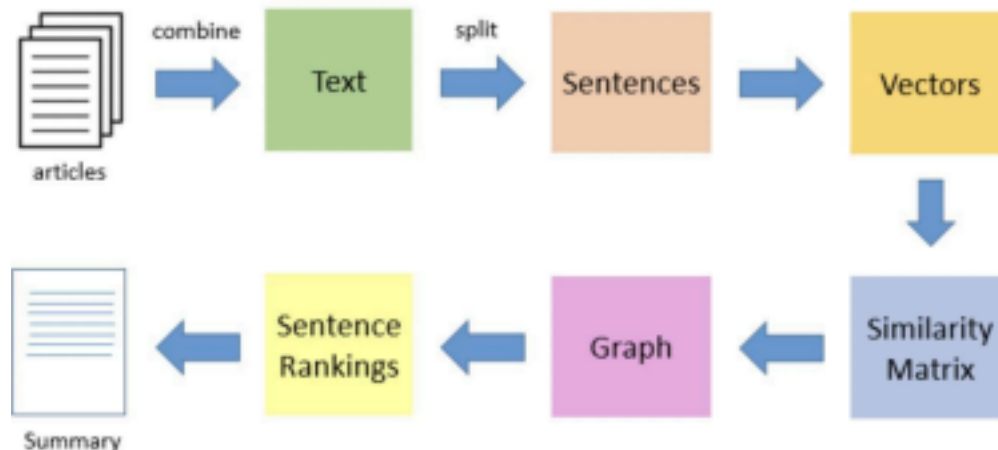 combine
split
Text
Sentences
Vectors
articles
Similarity
Matrix
Graph
Sentence
Rankings
Summary